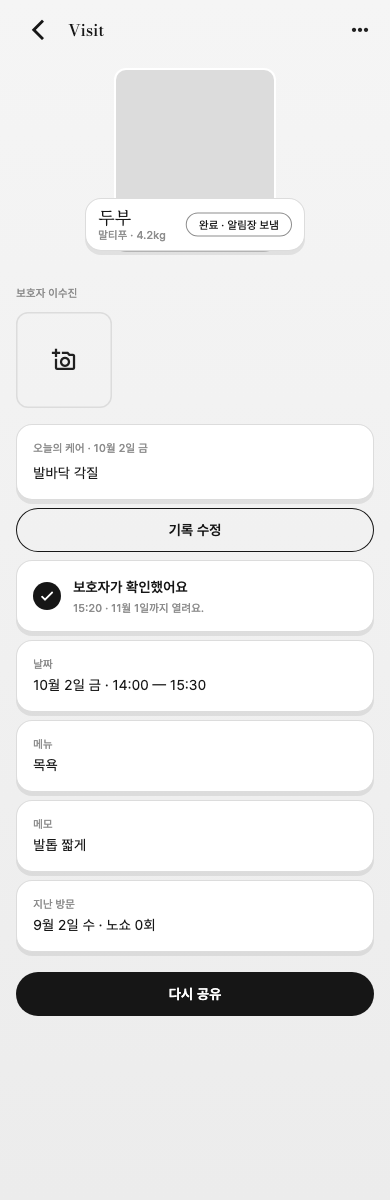 Visit
두부
말티푸 · 4.2kg
완료 · 알림장 보냄
보호자 이수진
오늘의 케어 · 10월 2일 금
발바닥 각질
기록 수정
보호자가 확인했어요
15:20 · 11월 1일까지 열려요.
날짜
10월 2일 금 · 14:00 — 15:30
메뉴
목욕
메모
발톱 짧게
지난 방문
9월 2일 수 · 노쇼 0회
다시 공유